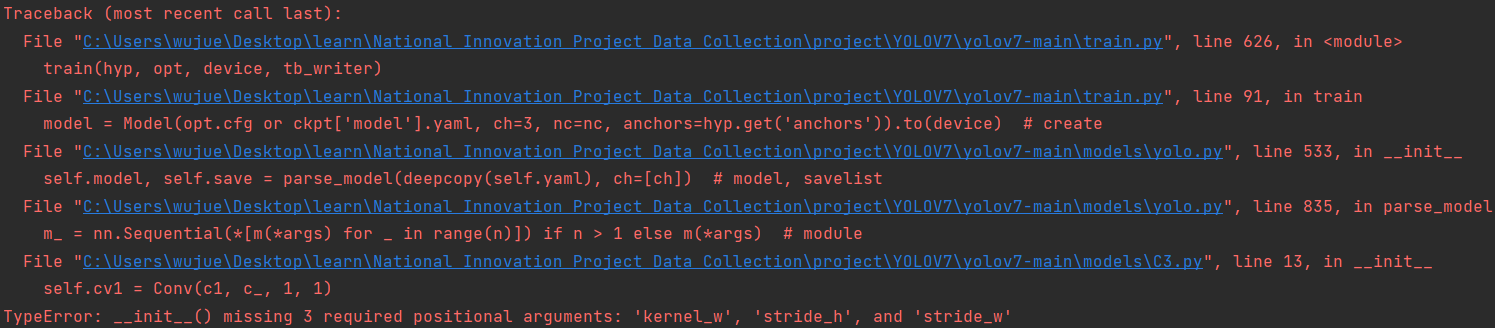 Traceback (most recent call last):
  File "C:\Users\wujue\Desktop\learn\National Innovation Project Data Collection\project\YOLOV7\yolov7-main\train.py", line 626, in <module>
    train(hyp, opt, device, tb_writer)
  File "C:\Users\wujue\Desktop\learn\National Innovation Project Data Collection\project\YOLOV7\yolov7-main\train.py", line 91, in train
    model = Model(opt.cfg or ckpt['model'].yaml, ch=3, nc=nc, anchors=hyp.get('anchors')).to(device)  # create
  File "C:\Users\wujue\Desktop\learn\National Innovation Project Data Collection\project\YOLOV7\yolov7-main\models\yolo.py", line 533, in __init__
    self.model, self.save = parse_model(deepcopy(self.yaml), ch=[ch])  # model, savelist
  File "C:\Users\wujue\Desktop\learn\National Innovation Project Data Collection\project\YOLOV7\yolov7-main\models\yolo.py", line 835, in parse_model
    m_ = nn.Sequential(*[m(*args) for _ in range(n)]) if n > 1 else m(*args)  # module
  File "C:\Users\wujue\Desktop\learn\National Innovation Project Data Collection\project\YOLOV7\yolov7-main\models\C3.py", line 13, in __init__
    self.cv1 = Conv(c1, c_, 1, 1)
TypeError: __init__() missing 3 required positional arguments: 'kernel_w', 'stride_h', and 'stride_w'